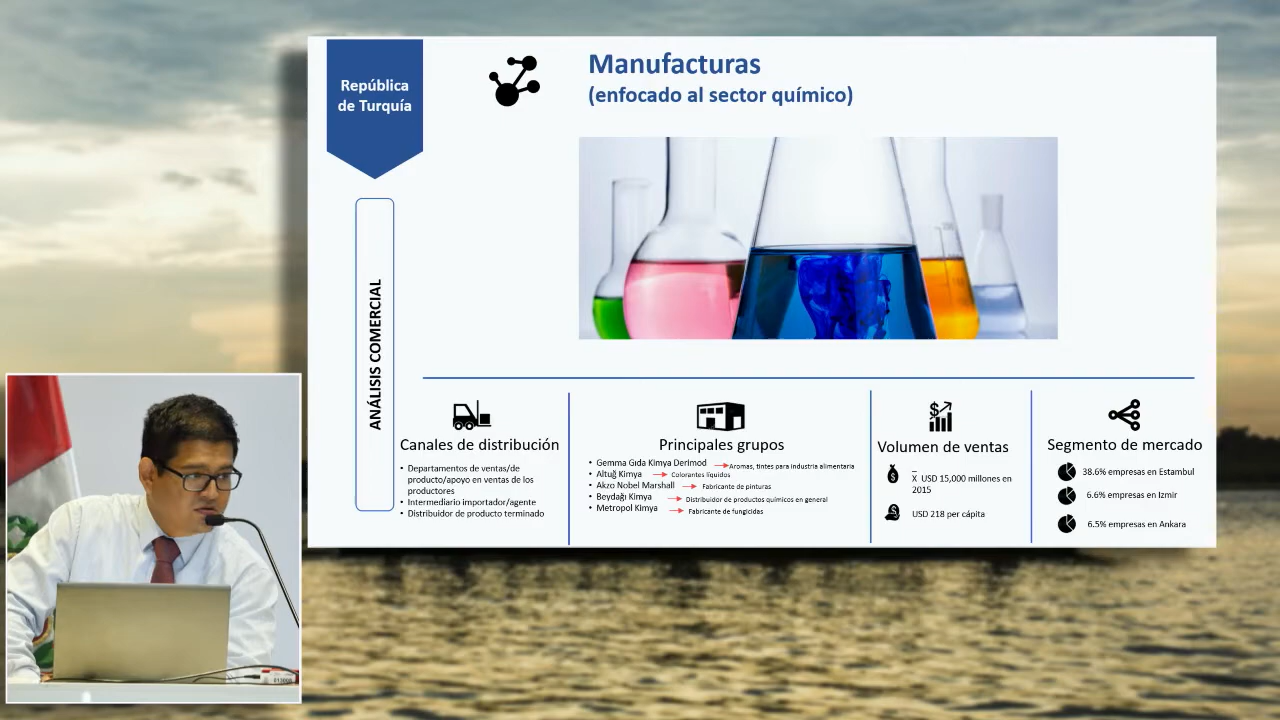 República
de Turquía
Manufacturas
(enfocado al sector químico)
ANÁLISIS COMERCIAL
Canales de distribución
• Departamentos de ventas/de
producto/apoyo en ventas de los
productores
• Intermediario importador/agente
• Distribuidor de producto terminado
Principales grupos
• Gemma Gıda Kimya Derimod Aromas, tintes para industria alimentaria
• Altuğ Kimya Colorantes líquidos
• Akzo Nobel Marshall Fabricante de pinturas
• Beydağı Kimya Distribuidor de productos químicos en general
• Metropol Kimya Fabricante de fungicidas
Volumen de ventas
x̅ USD 15,000 millones en
2015
USD 218 per cápita
Segmento de mercado
38.6% empresas en Estambul
6.6% empresas en Izmir
6.5% empresas en Ankara